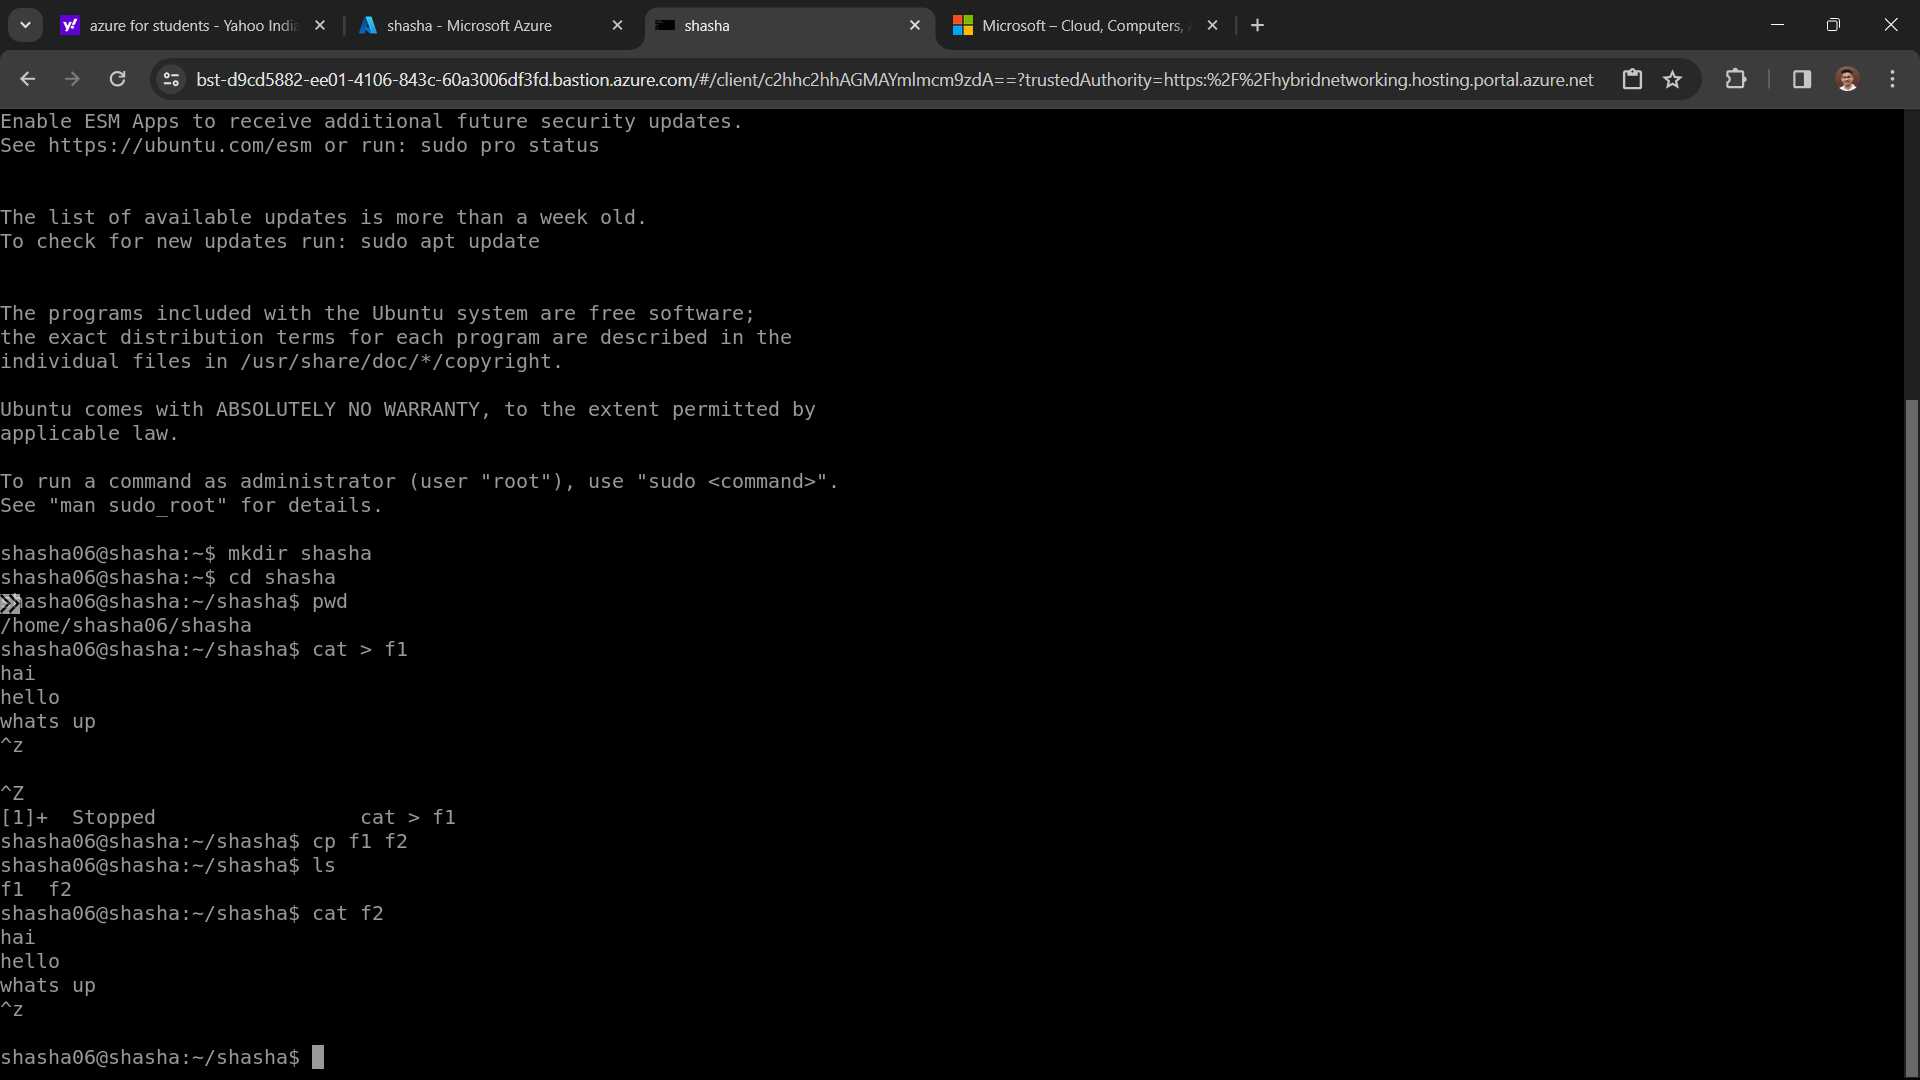 azure for students - Yahoo India
shasha - Microsoft Azure
shasha
Microsoft – Cloud, Computers,
bst-d9cd5882-ee01-4106-843c-60a3006df3fd.bastion.azure.com/#/client/c2hhc2hhAGMAYmlmcm9zdA==?trustedAuthority=https:%2F%2Fhybridnetworking.hosting.portal.azure.net
Enable ESM Apps to receive additional future security updates.
See https://ubuntu.com/esm or run: sudo pro status
The list of available updates is more than a week old.
To check for new updates run: sudo apt update
The programs included with the Ubuntu system are free software;
the exact distribution terms for each program are described in the
individual files in /usr/share/doc/*/copyright.
Ubuntu comes with ABSOLUTELY NO WARRANTY, to the extent permitted by
applicable law.
To run a command as administrator (user "root"), use "sudo <command>".
See "man sudo_root" for details.
shasha06@shasha:~$ mkdir shasha
shasha06@shasha:~$ cd shasha
shasha06@shasha:~/shasha$ pwd
/home/shasha06/shasha
shasha06@shasha:~/shasha$ cat > f1
hai
hello
whats up
^z
^Z
[1]+  Stopped                 cat > f1
shasha06@shasha:~/shasha$ cp f1 f2
shasha06@shasha:~/shasha$ ls
f1  f2
shasha06@shasha:~/shasha$ cat f2
hai
hello
whats up
^z
shasha06@shasha:~/shasha$